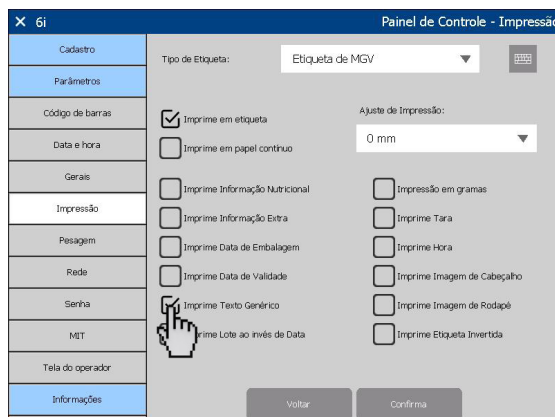 6i
Painel de Controle - Impressão
Cadastro
Parâmetros
Código de barras
Data e hora
Gerais
Impressão
Pesagem
Rede
Senha
MIT
Tela do operador
Informações
Tipo de Etiqueta:
Etiqueta de MGV
Imprime em etiqueta
Imprime em papel contínuo
Ajuste de Impressão:
0 mm
Imprime Informação Nutricional
Imprime Informação Extra
Imprime Data de Embalagem
Imprime Data de Validade
Imprime Texto Genérico
rime Lote ao invés de Data
Impressão em gramas
Imprime Tara
Imprime Hora
Imprime Imagem de Cabeçalho
Imprime Imagem de Rodapé
Imprime Etiqueta Invertida
Voltar
Confirma